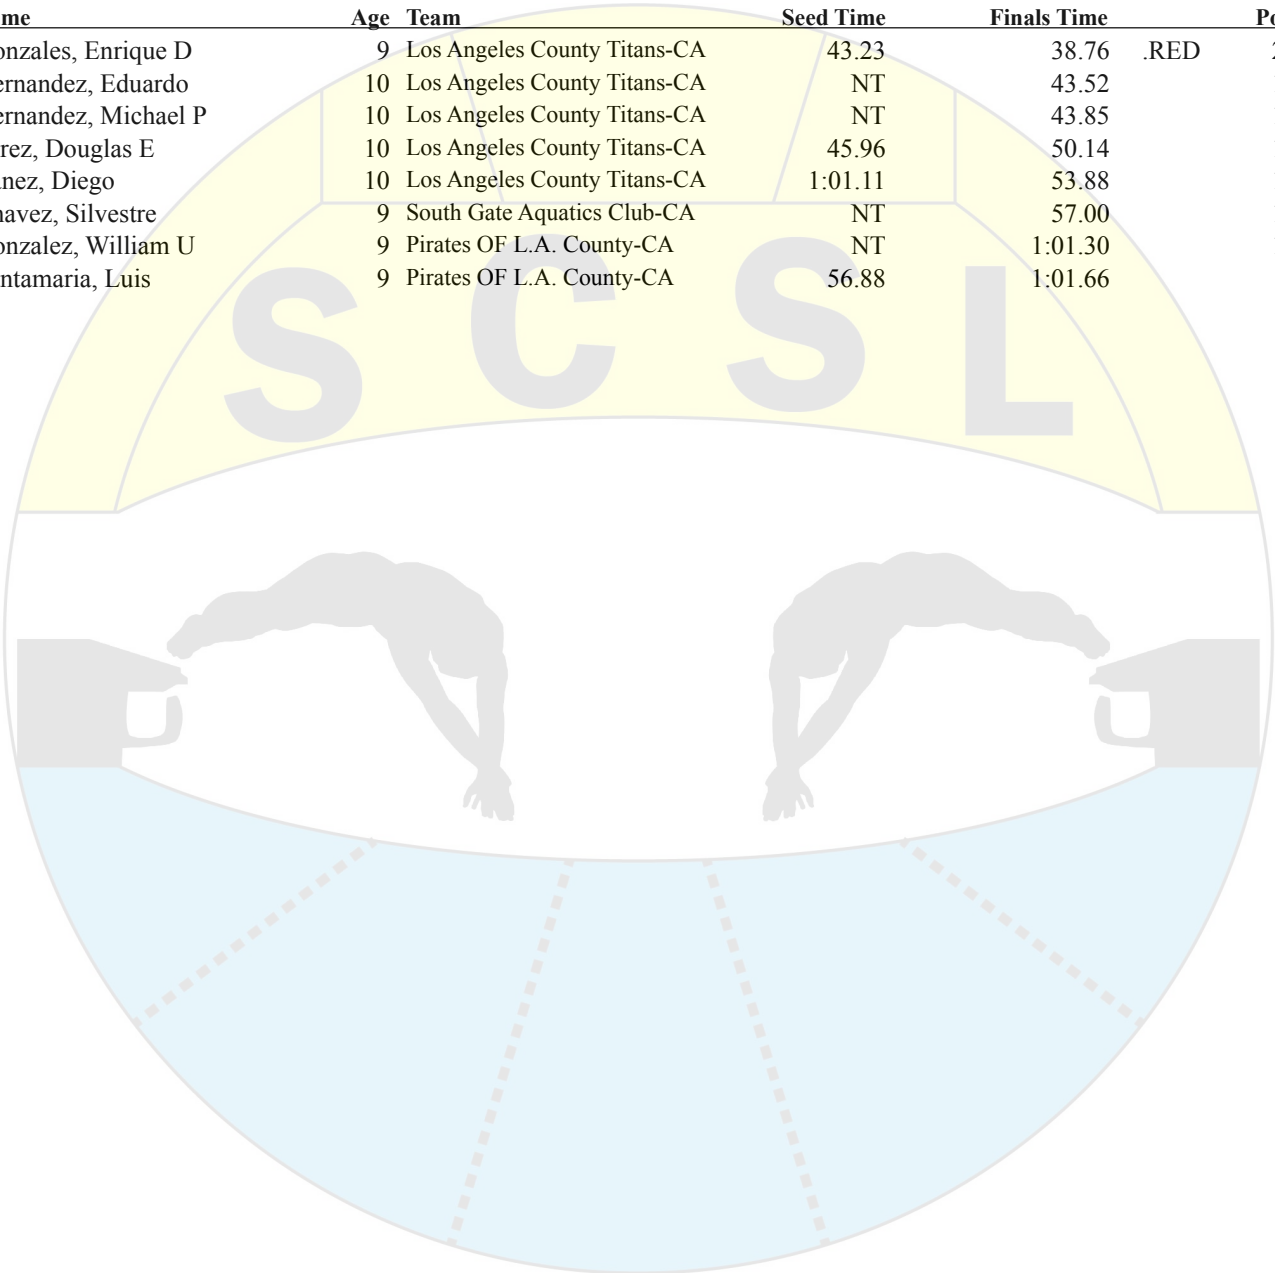 me Age Team Seed Time Finals Time Po
onzales, Enrique D 9 Los Angeles County Titans-CA 43.23 38.76 .RED 2
ernandez, Eduardo 10 Los Angeles County Titans-CA NT 43.52
ernandez, Michael P 10 Los Angeles County Titans-CA NT 43.85
rez, Douglas E 10 Los Angeles County Titans-CA 45.96 50.14
nez, Diego 10 Los Angeles County Titans-CA 1:01.11 53.88
havez, Silvestre 9 South Gate Aquatics Club-CA NT 57.00
onzalez, William U 9 Pirates OF L.A. County-CA NT 1:01.30
ntamaria, Luis 9 Pirates OF L.A. County-CA 56.88 1:01.66
S C S L